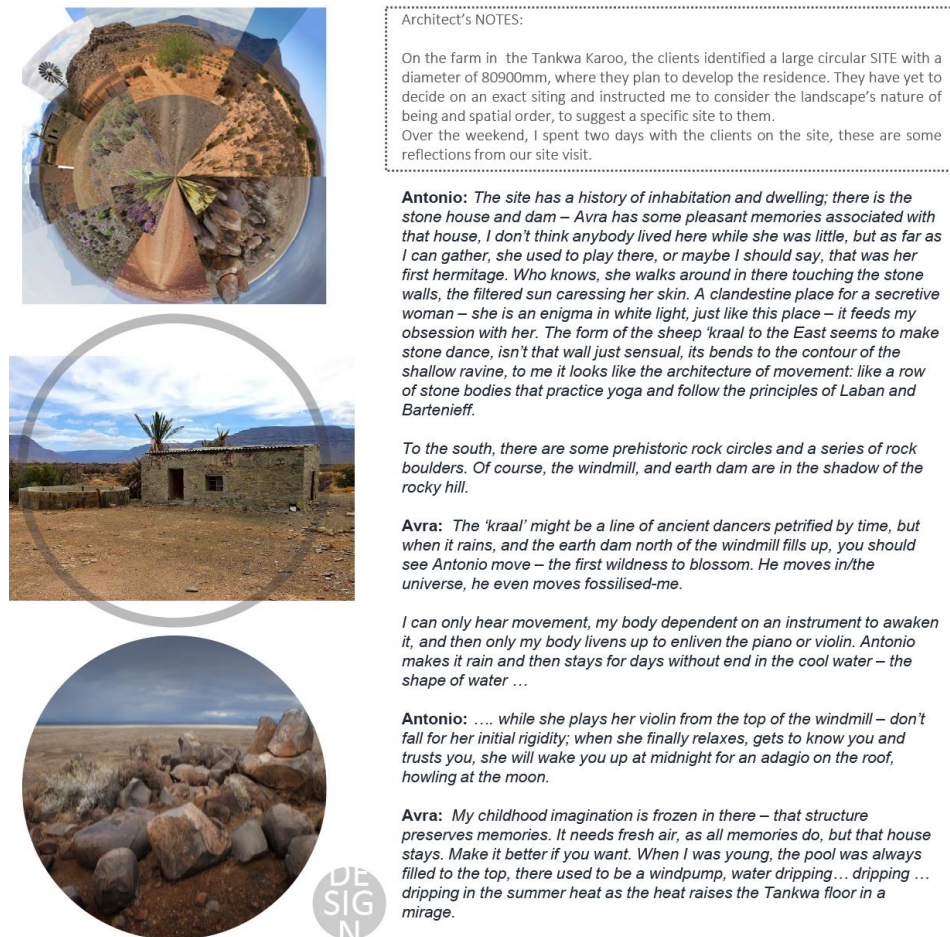 Architect's NOTES:
On the farm in the Tankwa Karoo, the clients identified a large circular SITE with a
diameter of 80900mm, where they plan to develop the residence. They have yet to
decide on an exact siting and instructed me to consider the landscape's nature of
being and spatial order, to suggest a specific site to them.
Over the weekend, I spent two days with the clients on the site, these are some
reflections from our site visit.
Antonio: The site has a history of inhabitation and dwelling; there is the
stone house and dam – Avra has some pleasant memories associated with
that house, I don't think anybody lived here while she was little, but as far as
I can gather, she used to play there, or maybe I should say, that was her
first hermitage. Who knows, she walks around in there touching the stone
walls, the filtered sun caressing her skin. A clandestine place for a secretive
woman – she is an enigma in white light, just like this place – it feeds my
obsession with her. The form of the sheep 'kraal to the East seems to make
stone dance, isn't that wall just sensual, its bends to the contour of the
shallow ravine, to me it looks like the architecture of movement: like a row
of stone bodies that practice yoga and follow the principles of Laban and
Bartenieff.
To the south, there are some prehistoric rock circles and a series of rock
boulders. Of course, the windmill, and earth dam are in the shadow of the
rocky hill.
Avra: The 'kraal' might be a line of ancient dancers petrified by time, but
when it rains, and the earth dam north of the windmill fills up, you should
see Antonio move – the first wildness to blossom. He moves in/the
universe, he even moves fossilised-me.
I can only hear movement, my body dependent on an instrument to awaken
it, and then only my body livens up to enliven the piano or violin. Antonio
makes it rain and then stays for days without end in the cool water – the
shape of water …
Antonio: …. while she plays her violin from the top of the windmill – don't
fall for her initial rigidity; when she finally relaxes, gets to know you and
trusts you, she will wake you up at midnight for an adagio on the roof,
howling at the moon.
Avra: My childhood imagination is frozen in there – that structure
preserves memories. It needs fresh air, as all memories do, but that house
stays. Make it better if you want. When I was young, the pool was always
filled to the top, there used to be a windpump, water dripping… dripping …
dripping in the summer heat as the heat raises the Tankwa floor in a
mirage.
DE
SIG
N